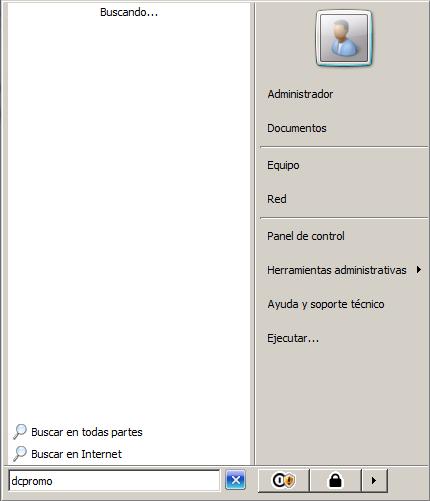 Buscando...
Buscar en todas partes
Buscar en Internet
dcpromo
Administrador
Documentos
Equipo
Red
Panel de control
Herramientas administrativas
Ayuda y soporte técnico
Ejecutar...